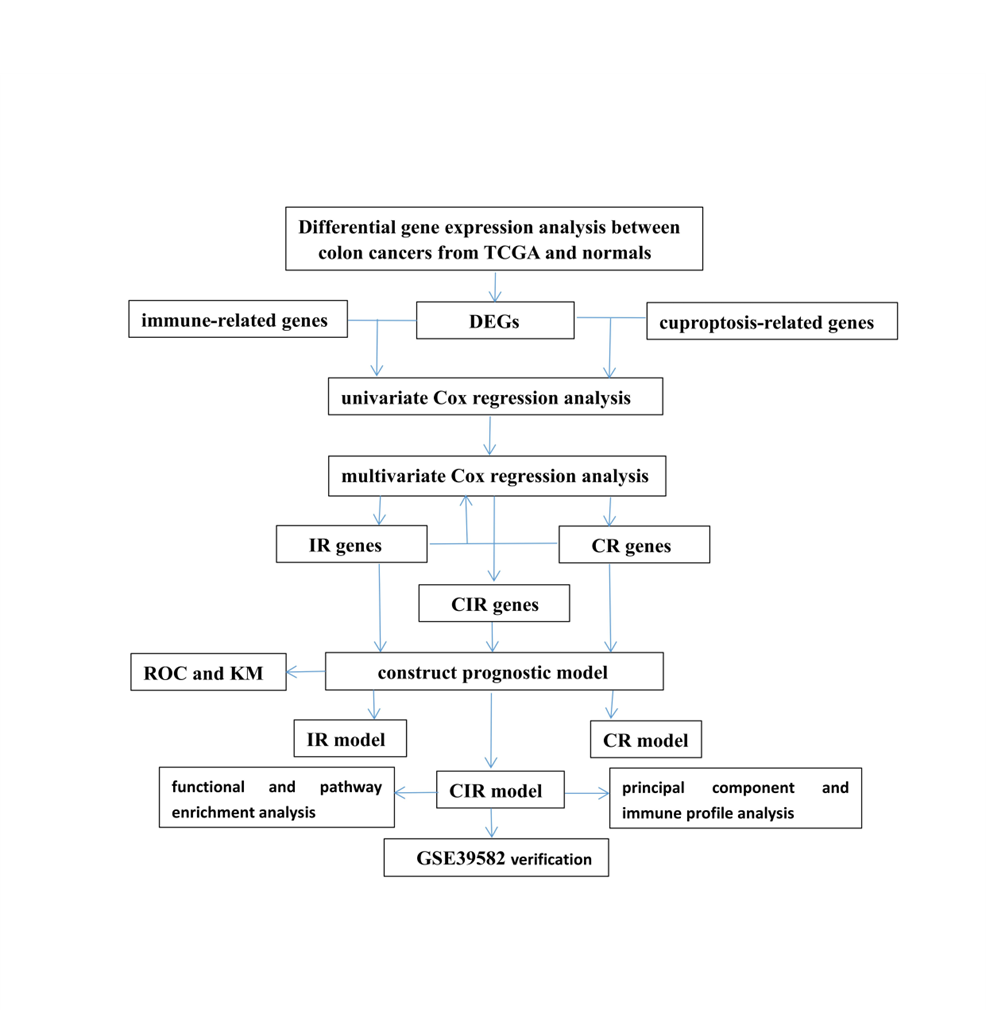 Differential gene expression analysis between
colon cancers from TCGA and normals
immune-related genes
DEGs
cuproptosis-related genes
univariate Cox regression analysis
multivariate Cox regression analysis
IR genes
CR genes
CIR genes
ROC and KM
construct prognostic model
IR model
CR model
functional and pathway
enrichment analysis
CIR model
principal component and
immune profile analysis
GSE39582 verification